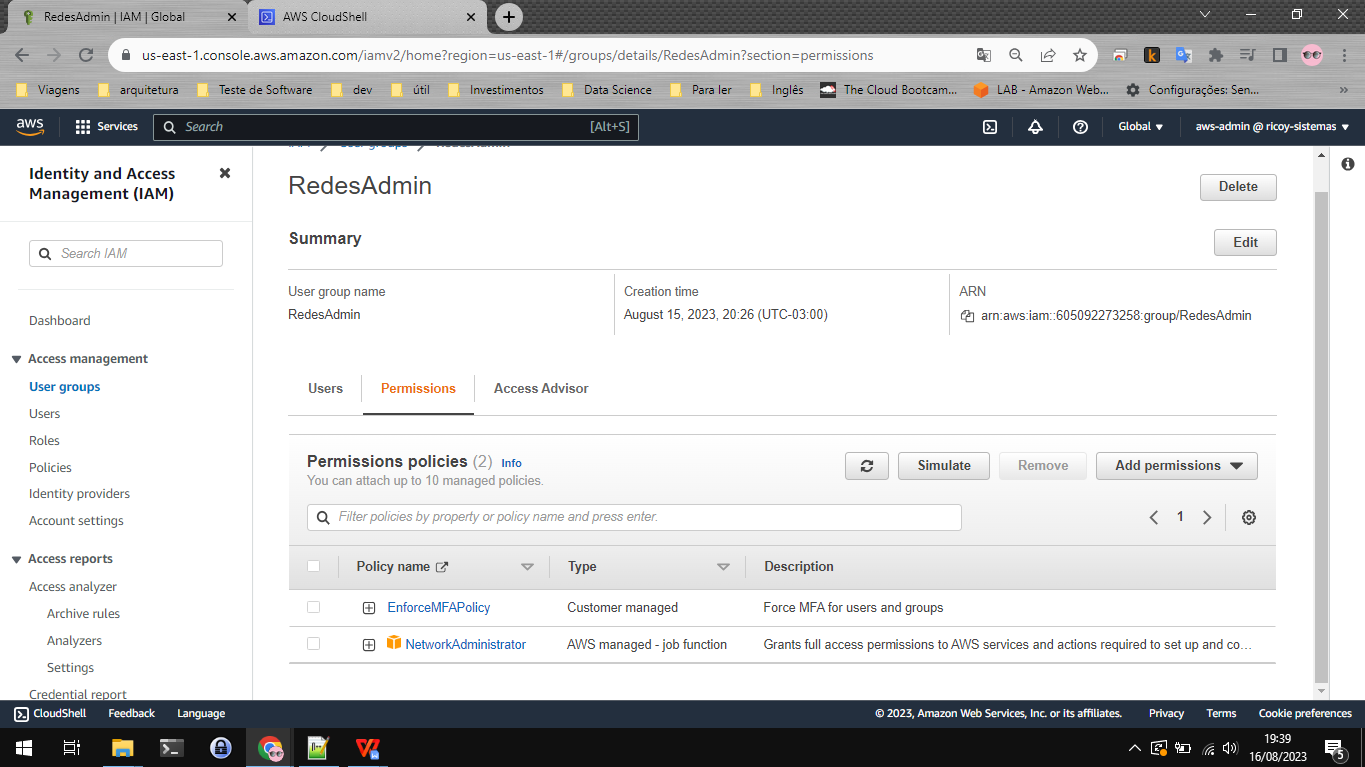 RedesAdmin | IAM | Global
AWS CloudShell
us-east-1.console.aws.amazon.com/iamv2/home?region=us-east-1#/groups/details/RedesAdmin?section=permissions
Viagens
arquitetura
Teste de Software
dev
útil
Investimentos
Data Science
Para ler
Inglês
The Cloud Bootcam...
LAB - Amazon Web...
Configurações: Sen...
aws
Services
Search
[Alt+S]
Global
aws-admin @ ricoy-sistemas
Identity and Access
Management (IAM)
Search IAM
Dashboard
Access management
User groups
Users
Roles
Policies
Identity providers
Account settings
Access reports
Access analyzer
Archive rules
Analyzers
Settings
Credential report
IAM
User groups
RedesAdmin
RedesAdmin
Delete
Summary
Edit
User group name
RedesAdmin
Creation time
August 15, 2023, 20:26 (UTC-03:00)
ARN
arn:aws:iam::605092273258:group/RedesAdmin
Users
Permissions
Access Advisor
Permissions policies (2) Info
You can attach up to 10 managed policies.
Simulate
Remove
Add permissions
Filter policies by property or policy name and press enter.
1
Policy name
Type
Description
EnforceMFAPolicy
Customer managed
Force MFA for users and groups
NetworkAdministrator
AWS managed - job function
Grants full access permissions to AWS services and actions required to set up and co...
CloudShell
Feedback
Language
© 2023, Amazon Web Services, Inc. or its affiliates.
Privacy
Terms
Cookie preferences
19:39
16/08/2023
5